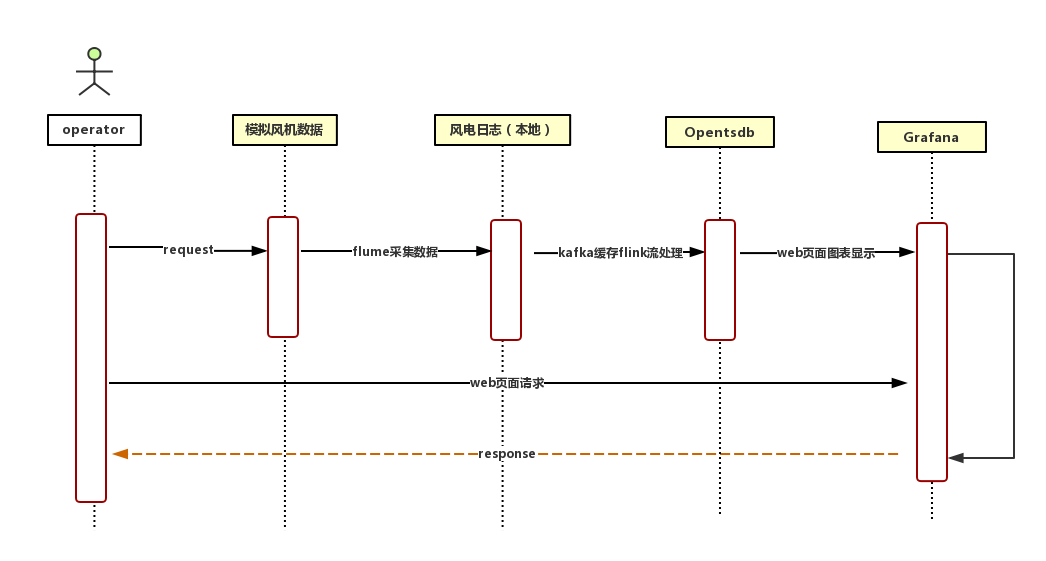 operator
模拟风机数据
风电日志（本地）
Opentsdb
Grafana
request
flume采集数据
kafka缓存flink流处理
web页面图表显示
web页面请求
response